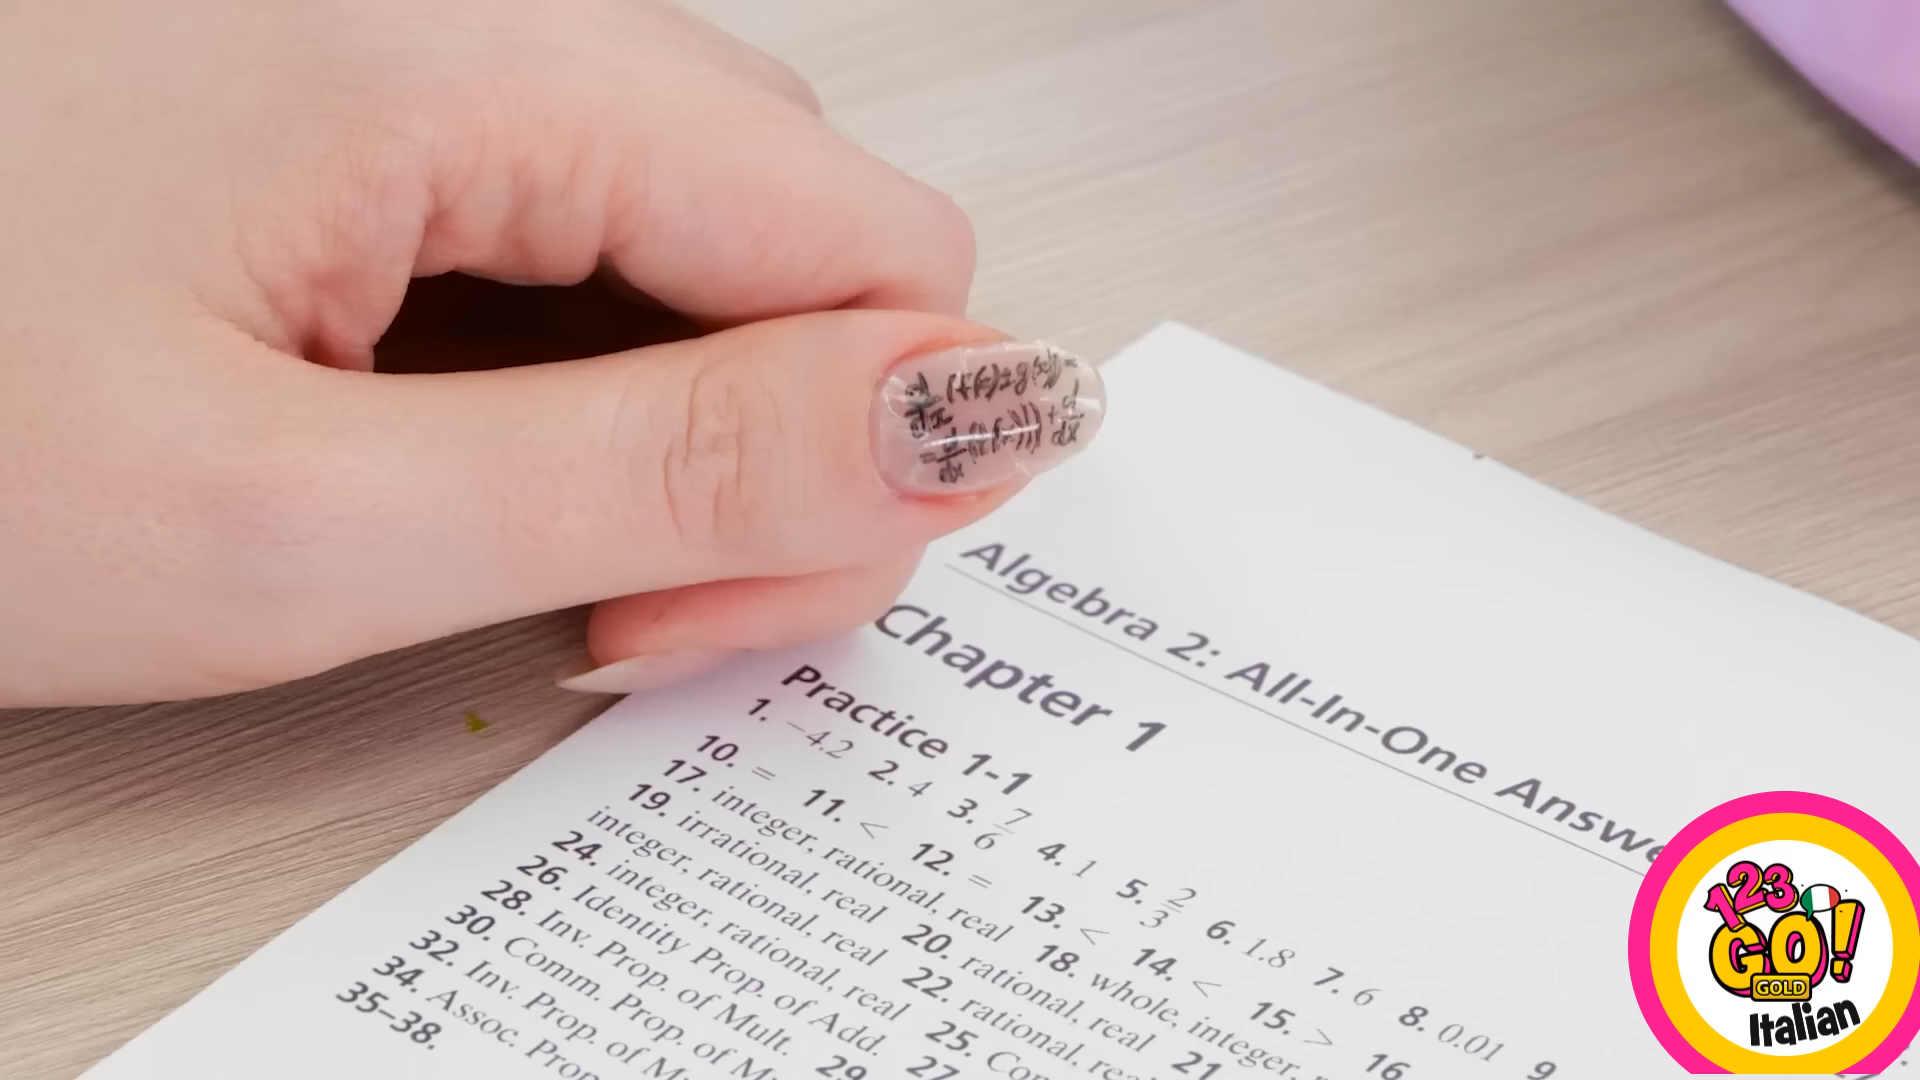 Algebra 2: All-In-One Answe
Chapter 1
Practice 1-1
1. −4.2 2. 4 3. 7/6 4. 1 5. 2/3 6. 1.8 7. 6 8. 0.01 9
10. = 11. < 12. = 13. < 14. < 15. > 16
17. integer, rational, real 18. whole, integer,
19. irrational, real 20. rational, real 21
integer, rational, real 22. rational,
24. integer, rational, real 25.
26. Identity Prop. of Add. 27
28. Inv. Prop. of Mult. 29
30. Comm. Prop. of
32. Inv. Prop. of
34. Assoc. Prop
35–38.
123
GO!
GOLD
Italian